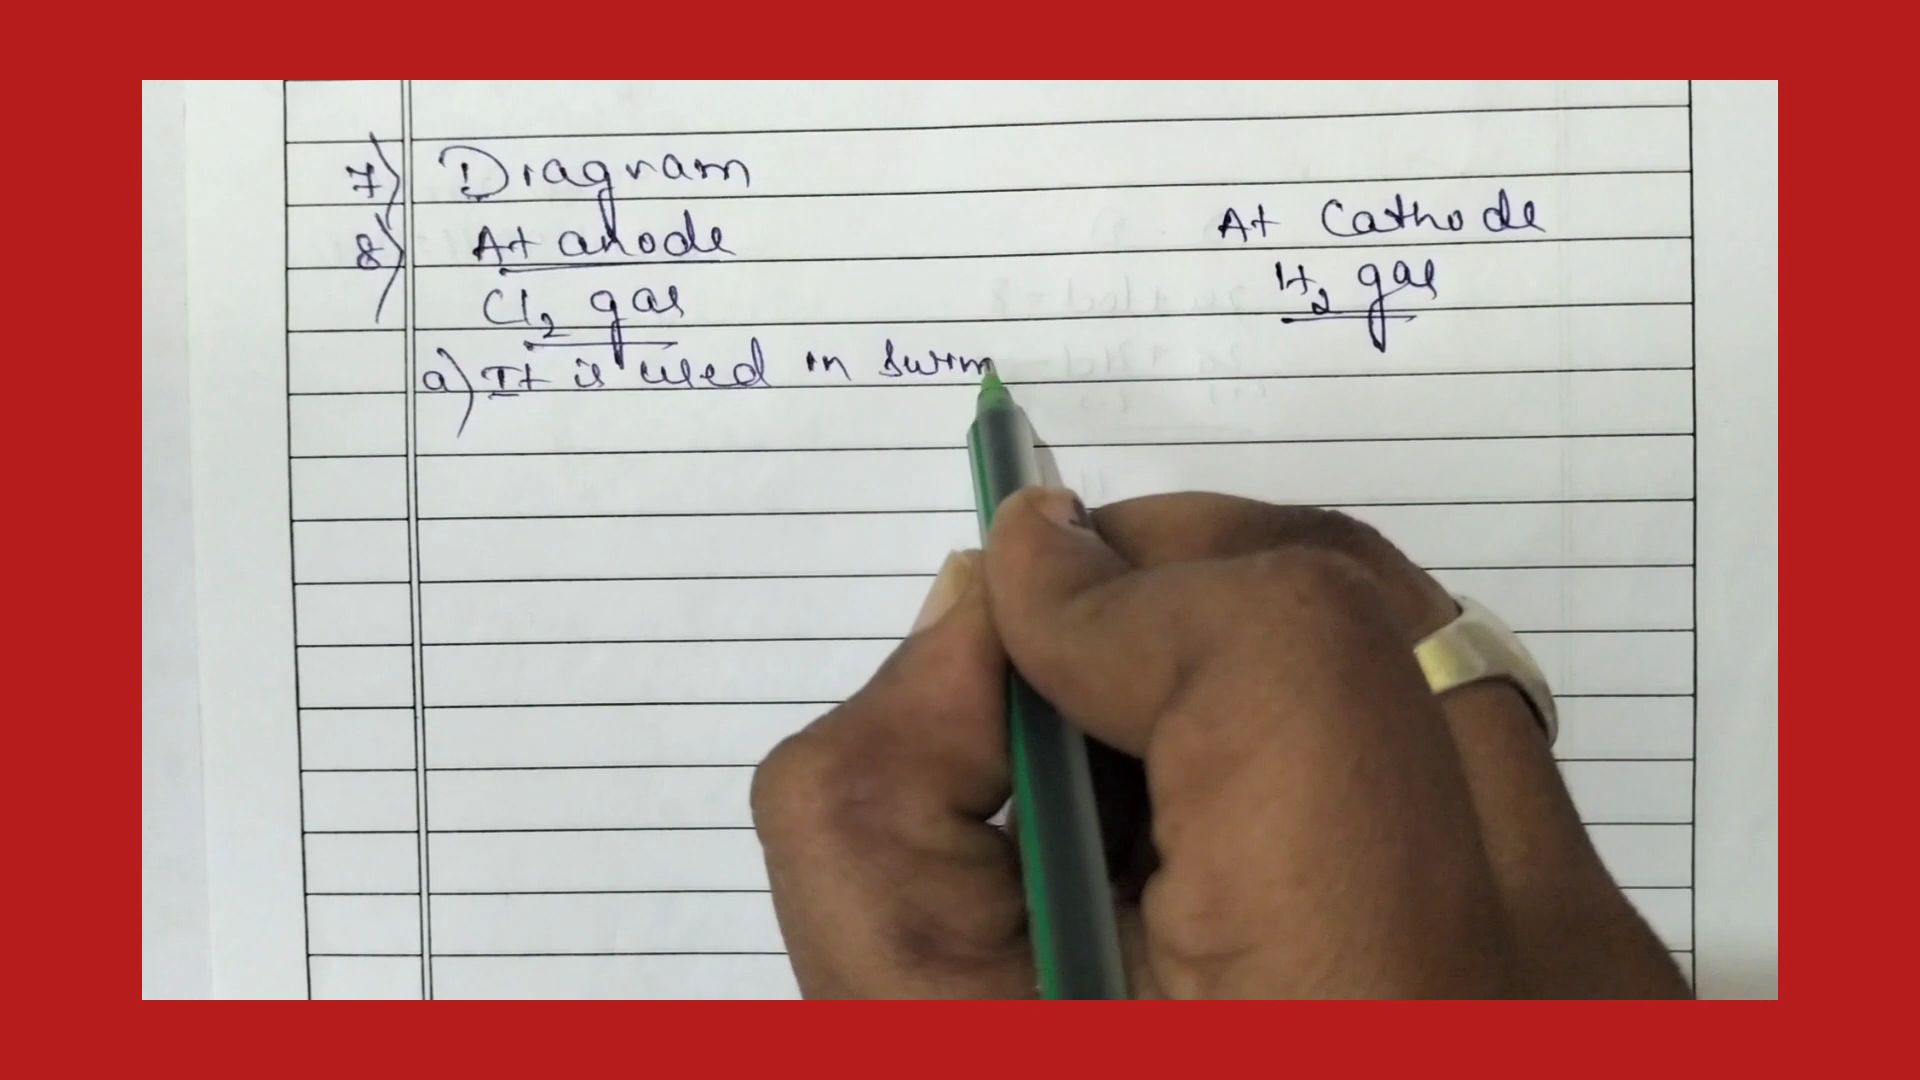 7) Diagram
8) At anode At Cathode
Cl2 gas H2 gas
a) It is used in swim